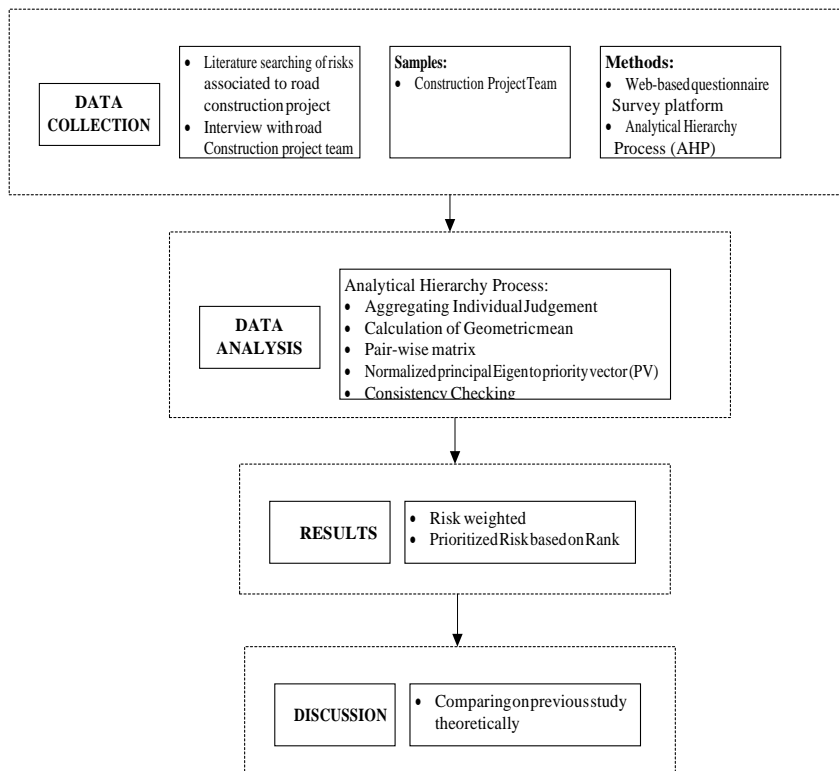 DATA
COLLECTION
• Literature searching of risks
associated to road
construction project
• Interview with road
Construction project team
Samples:
• Construction Project Team
Methods:
• Web-based questionnaire
Survey platform
• Analytical Hierarchy
Process (AHP)
DATA
ANALYSIS
Analytical Hierarchy Process:
• Aggregating Individual Judgement
• Calculation of Geometric mean
• Pair-wise matrix
• Normalized principal Eigen to priority vector (PV)
• Consistency Checking
RESULTS
• Risk weighted
• Prioritized Risk based on Rank
DISCUSSION
• Comparing on previous study
theoretically